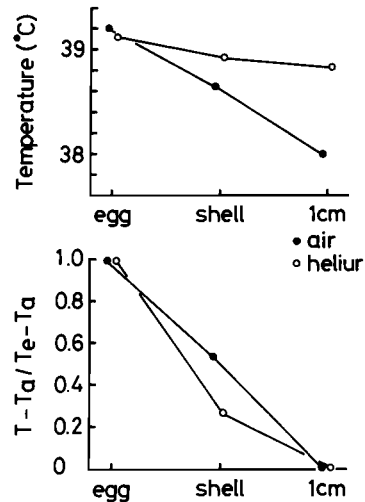 Temperature (°C)
39
38
egg shell 1cm
● air
○ heliur
T-Ta/Te-Ta
1.0
0.8
0.6
0.4
0.2
0
egg shell 1cm